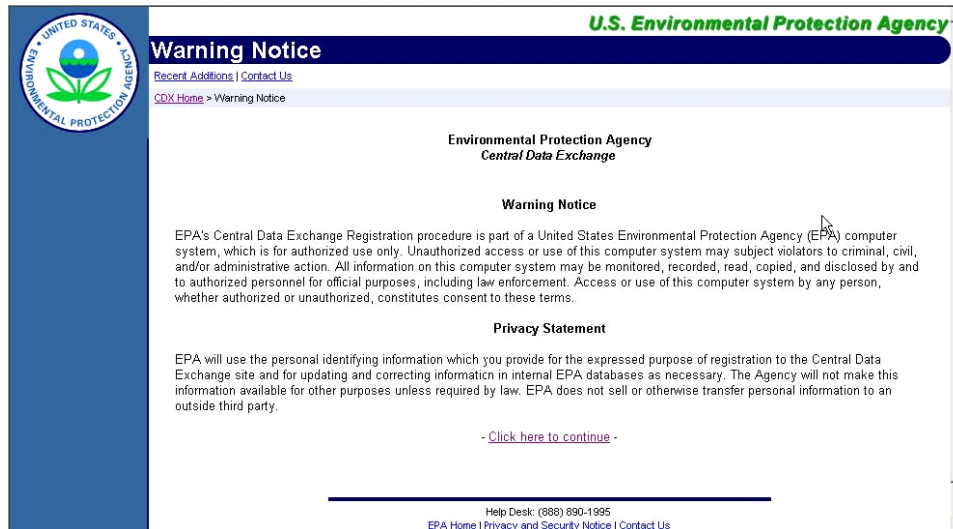 U.S. Environmental Protection Agency
UNITED STATES
ENVIRONMENTAL PROTECTION AGENCY
Warning Notice
Recent Additions | Contact Us
CDX Home > Warning Notice
Environmental Protection Agency
Central Data Exchange
Warning Notice
EPA's Central Data Exchange Registration procedure is part of a United States Environmental Protection Agency (EPA) computer
system, which is for authorized use only. Unauthorized access or use of this computer system may subject violators to criminal, civil,
and/or administrative action. All information on this computer system may be monitored, recorded, read, copied, and disclosed by and
to authorized personnel for official purposes, including law enforcement. Access or use of this computer system by any person,
whether authorized or unauthorized, constitutes consent to these terms.
Privacy Statement
EPA will use the personal identifying information which you provide for the expressed purpose of registration to the Central Data
Exchange site and for updating and correcting information in internal EPA databases as necessary. The Agency will not make this
information available for other purposes unless required by law. EPA does not sell or otherwise transfer personal information to an
outside third party.
- Click here to continue -
Help Desk: (888) 890-1995
EPA Home | Privacy and Security Notice | Contact Us